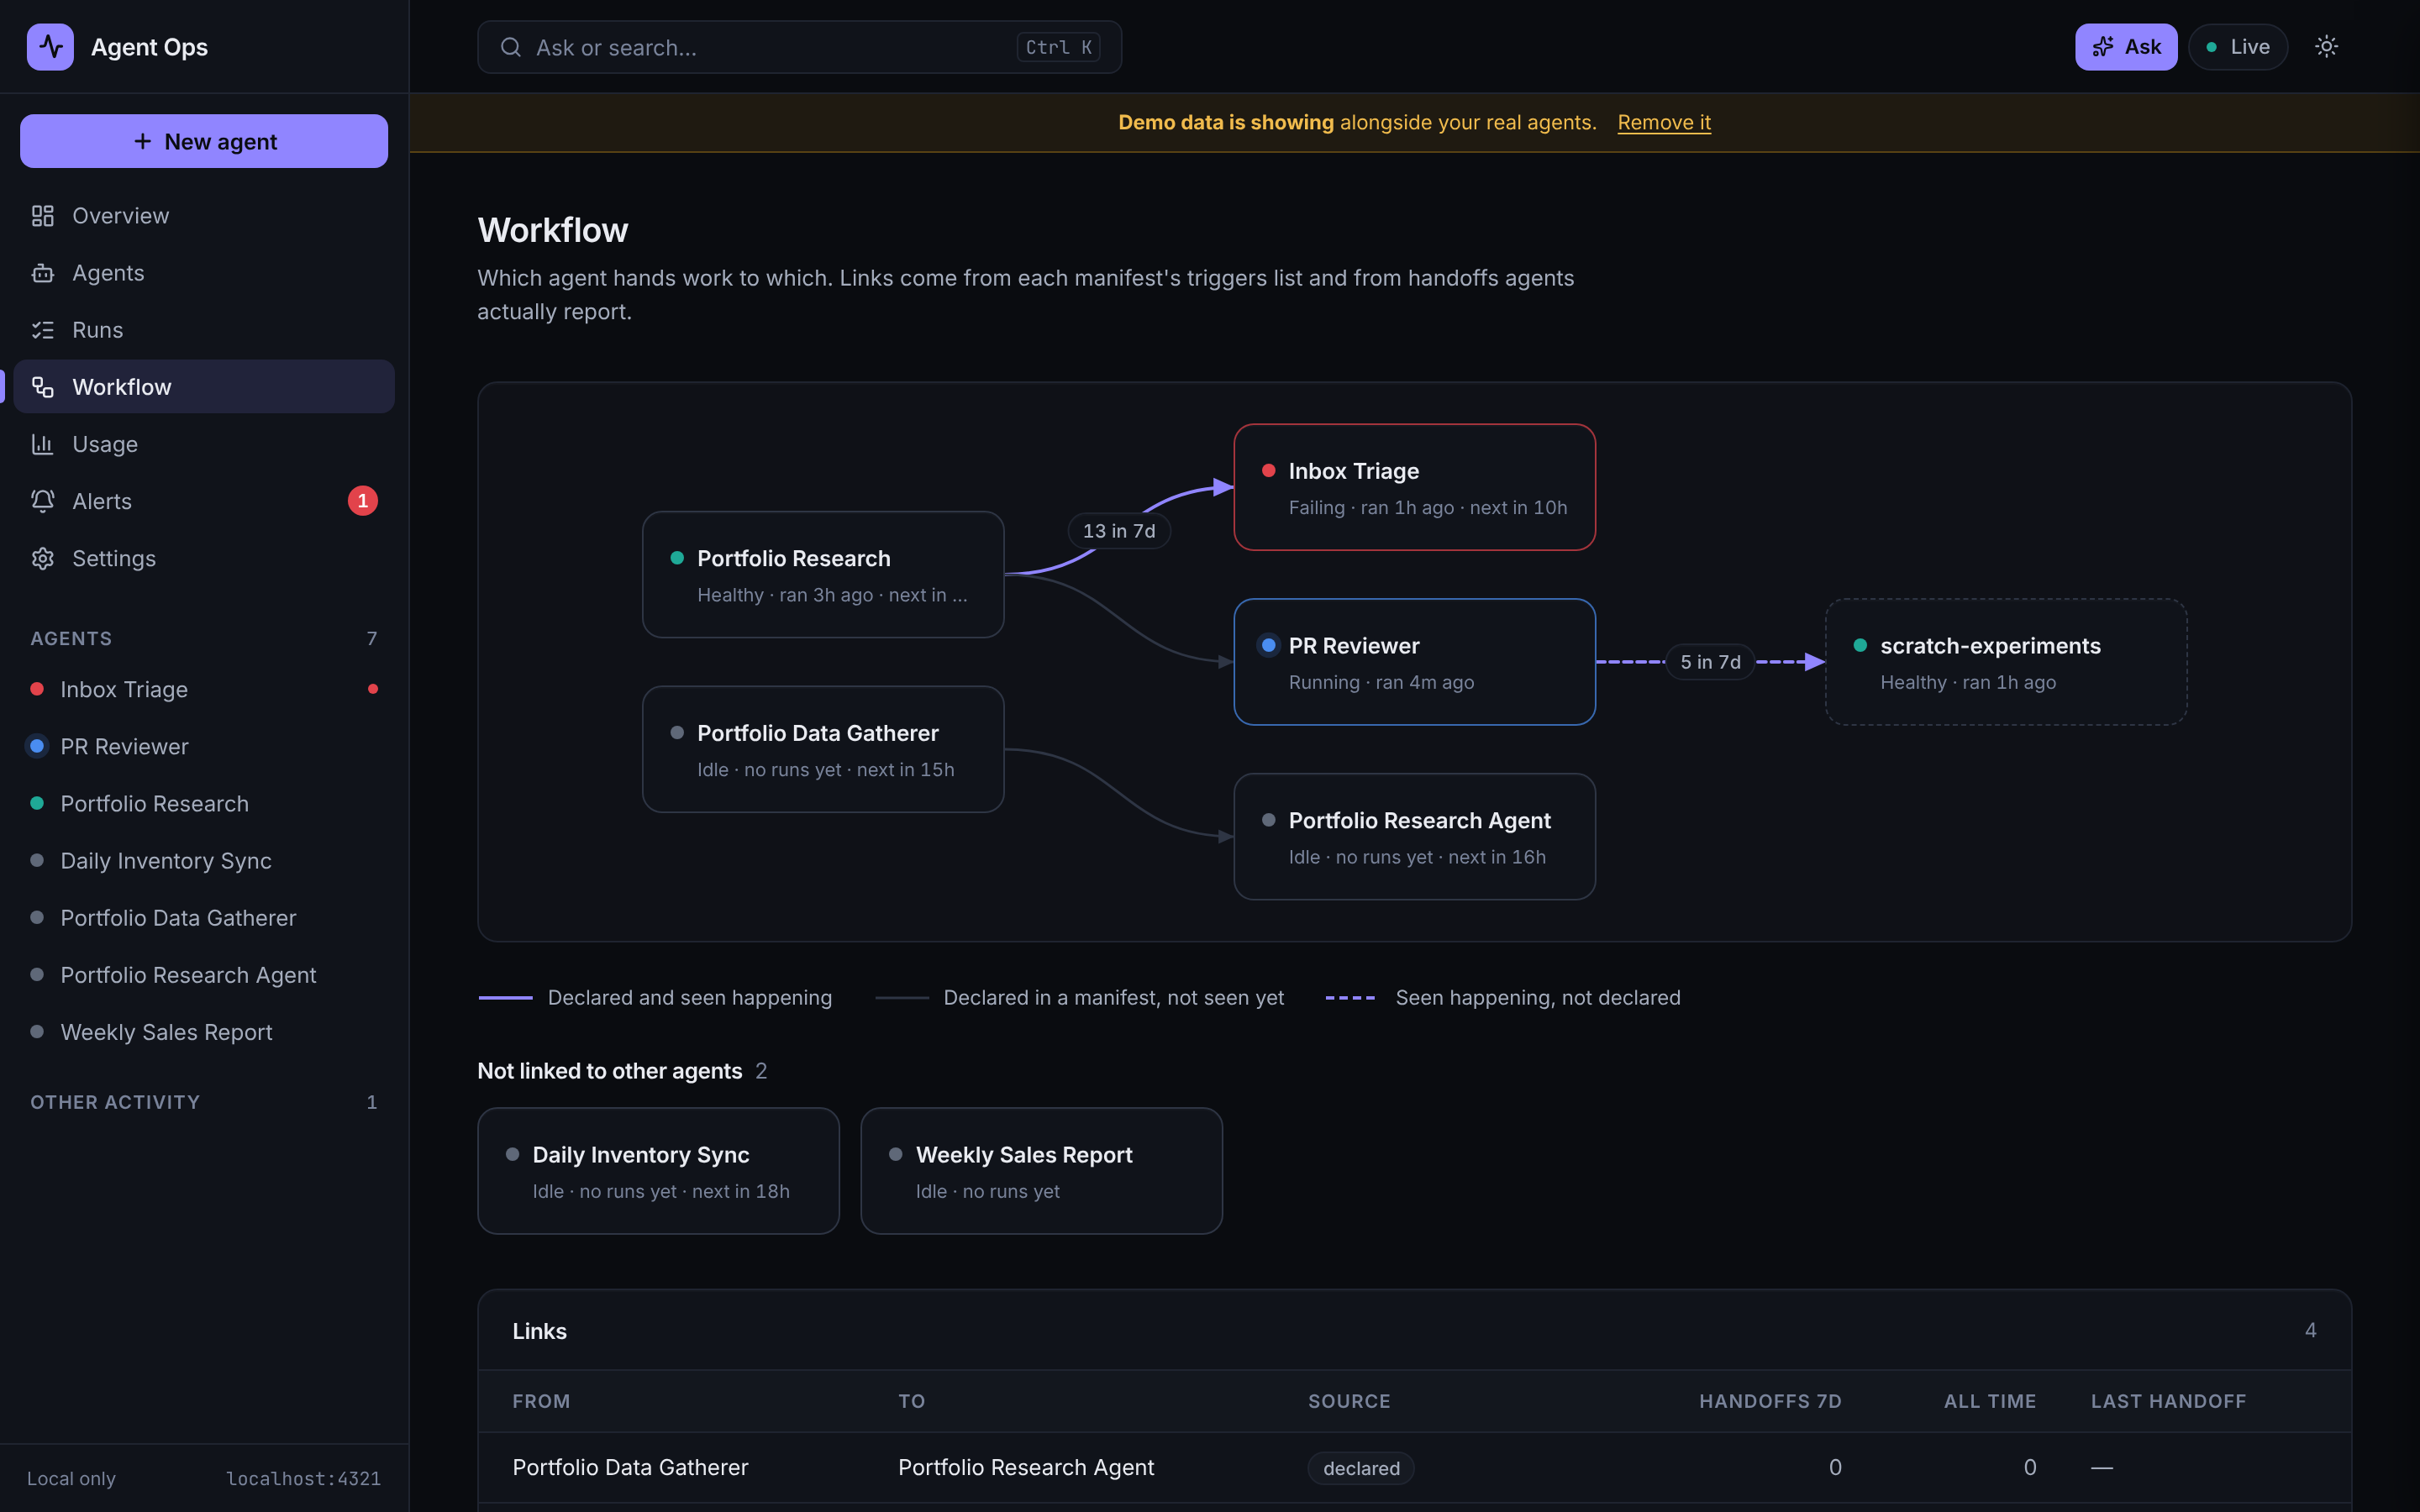 Agent Ops
Ask or search...
Ctrl K
Ask
Live
New agent
Overview
Agents
Runs
Workflow
Usage
Alerts
1
Settings
AGENTS
7
Inbox Triage
PR Reviewer
Portfolio Research
Daily Inventory Sync
Portfolio Data Gatherer
Portfolio Research Agent
Weekly Sales Report
OTHER ACTIVITY
1
Local only
localhost:4321
Demo data is showing alongside your real agents. Remove it
Workflow
Which agent hands work to which. Links come from each manifest's triggers list and from handoffs agents
actually report.
Portfolio Research
Healthy · ran 3h ago · next in ...
Portfolio Data Gatherer
Idle · no runs yet · next in 15h
13 in 7d
Inbox Triage
Failing · ran 1h ago · next in 10h
PR Reviewer
Running · ran 4m ago
Portfolio Research Agent
Idle · no runs yet · next in 16h
5 in 7d
scratch-experiments
Healthy · ran 1h ago
Declared and seen happening
Declared in a manifest, not seen yet
Seen happening, not declared
Not linked to other agents 2
Daily Inventory Sync
Idle · no runs yet · next in 18h
Weekly Sales Report
Idle · no runs yet
Links
4
FROM TO SOURCE HANDOFFS 7D ALL TIME LAST HANDOFF
Portfolio Data Gatherer Portfolio Research Agent declared 0 0 —